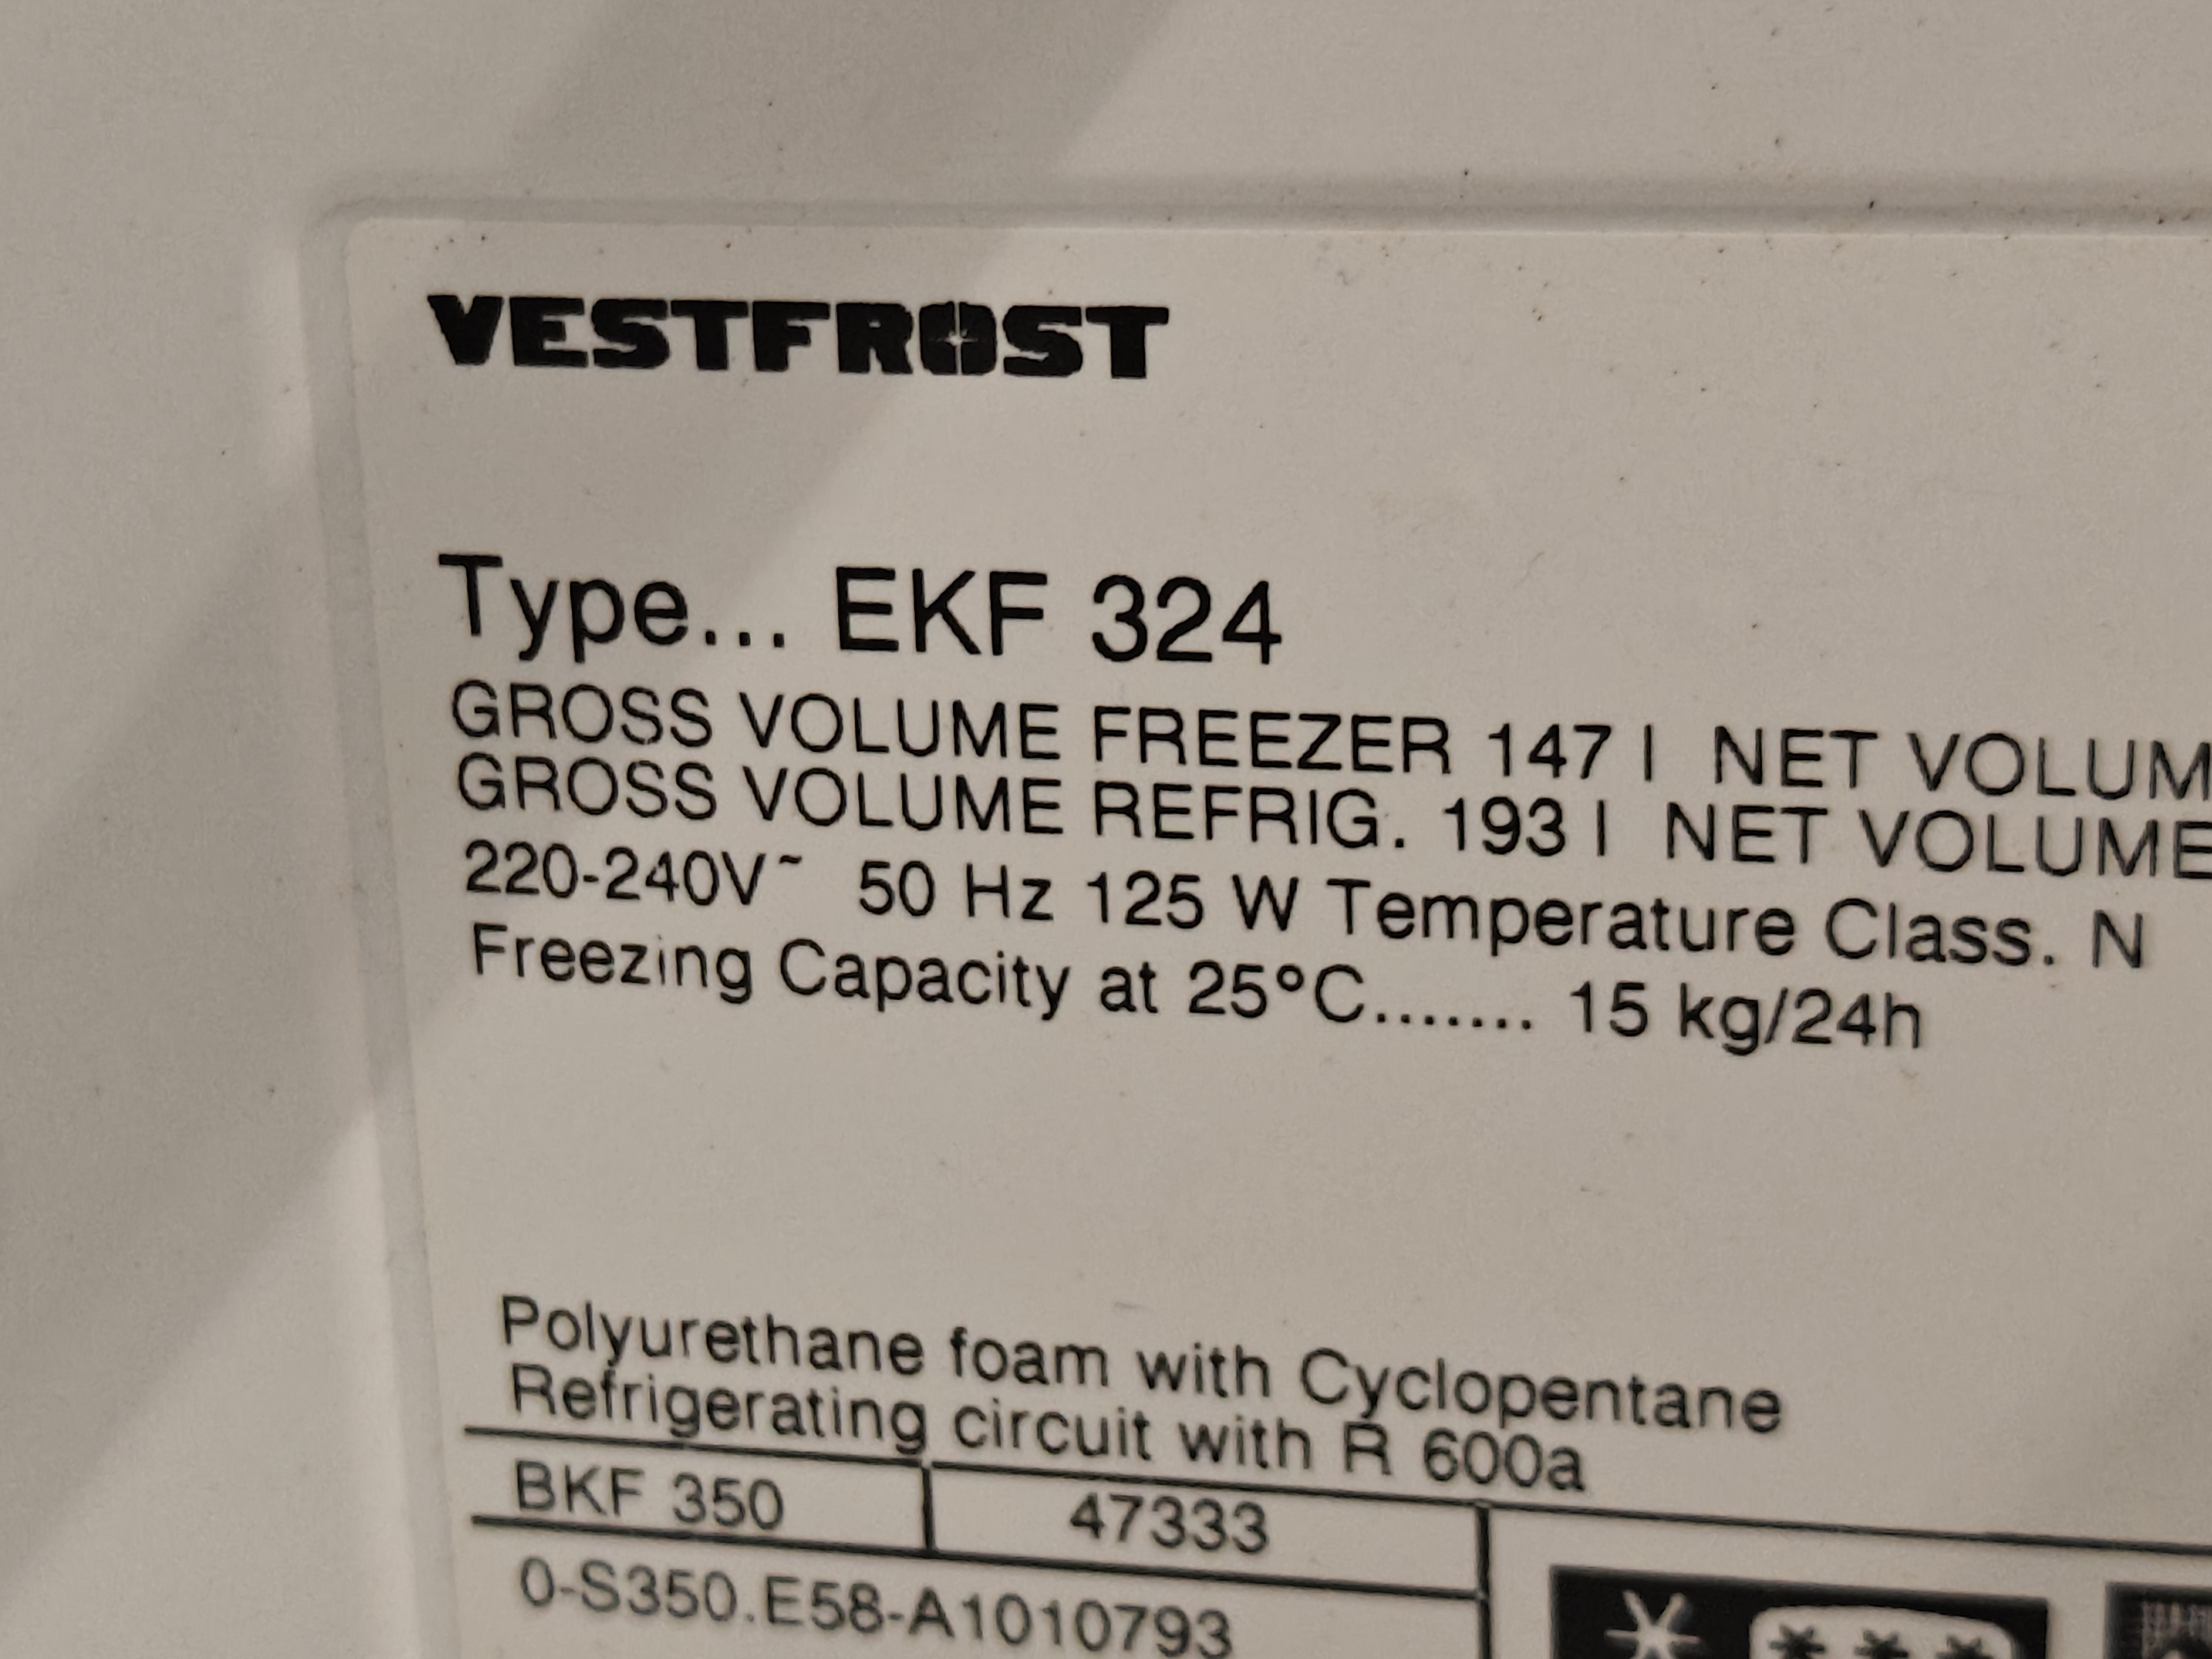 VESTFROST
Type... EKF 324
GROSS VOLUME FREEZER 147 l NET VOLUM
GROSS VOLUME REFRIG. 193 l NET VOLUME
220-240V~ 50 Hz 125 W Temperature Class. N
Freezing Capacity at 25°C....... 15 kg/24h
Polyurethane foam with Cyclopentane
Refrigerating circuit with R 600a
BKF 350 47333
0-S350.E58-A1010793